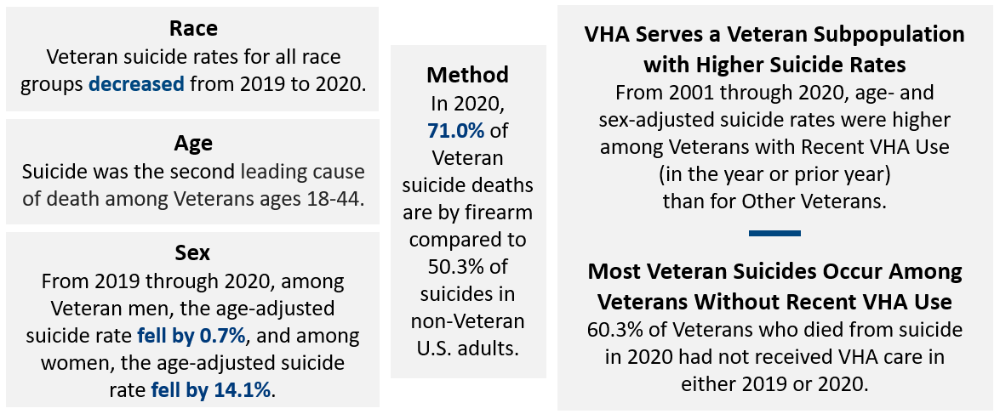 Race
Veteran suicide rates for all race
groups decreased from 2019 to 2020.
Age
Suicide was the second leading cause
of death among Veterans ages 18-44.
Sex
From 2019 through 2020, among
Veteran men, the age-adjusted
suicide rate fell by 0.7%, and among
women, the age-adjusted suicide
rate fell by 14.1%.
Method
In 2020,
71.0% of
Veteran
suicide deaths
are by firearm
compared to
50.3% of
suicides in
non-Veteran
U.S. adults.
VHA Serves a Veteran Subpopulation
with Higher Suicide Rates
From 2001 through 2020, age- and
sex-adjusted suicide rates were higher
among Veterans with Recent VHA Use
(in the year or prior year)
than for Other Veterans.
Most Veteran Suicides Occur Among
Veterans Without Recent VHA Use
60.3% of Veterans who died from suicide
in 2020 had not received VHA care in
either 2019 or 2020.